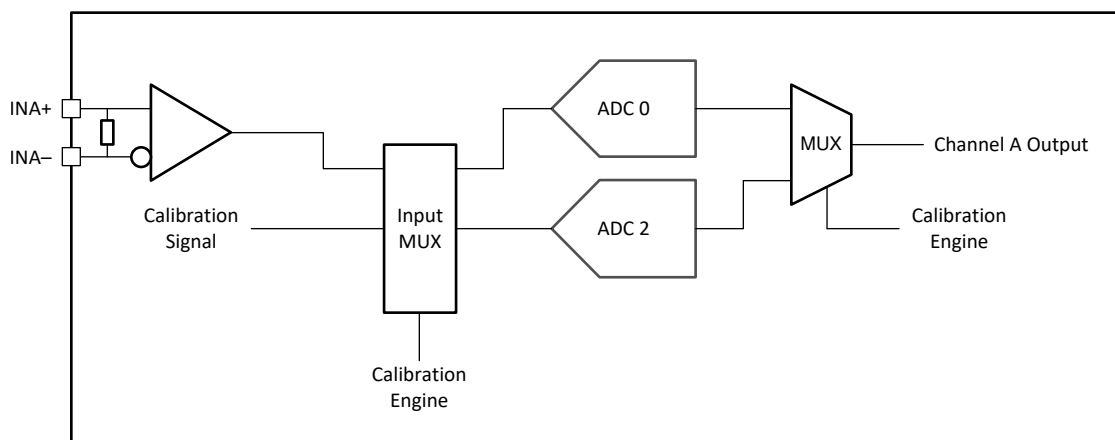 INA+
INA–
ADC 0
ADC 2
MUX
Channel A Output
Calibration
Signal
Input
MUX
Calibration
Engine
Calibration
Engine